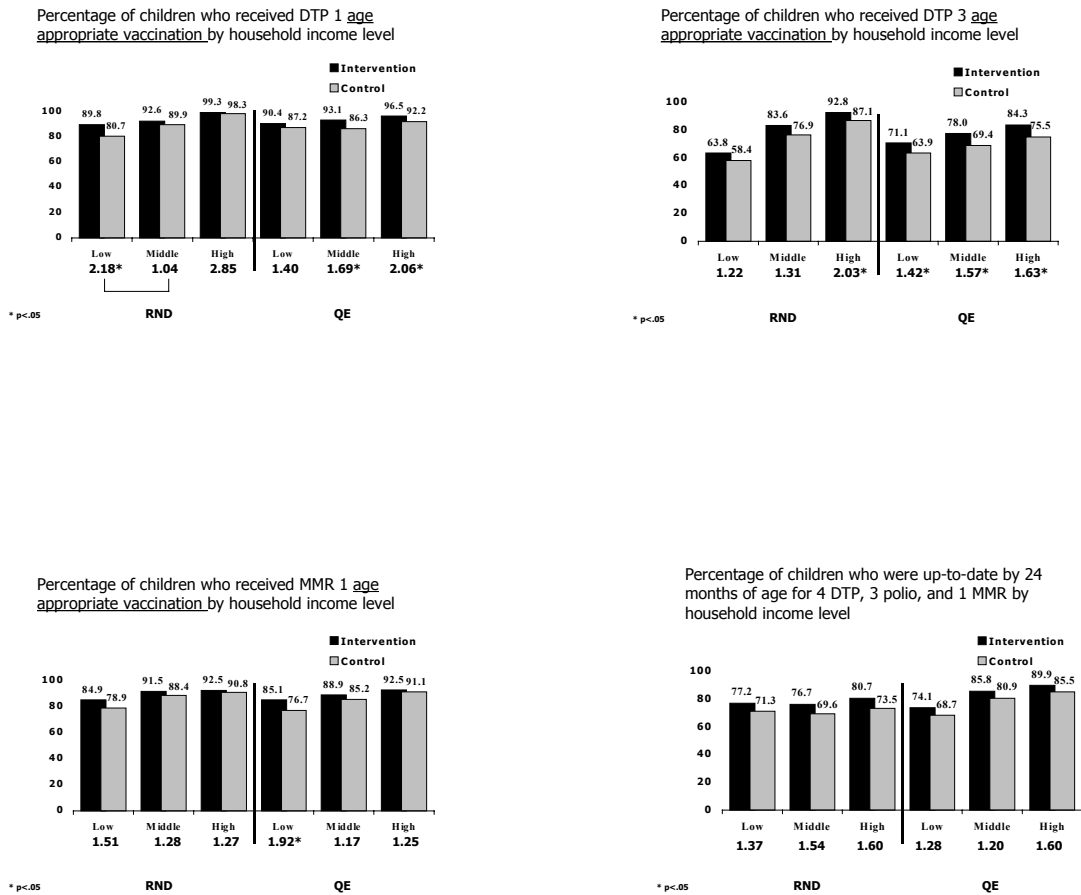 Percentage of children who received DTP 1 age
appropriate vaccination by household income level
Intervention
Control
89.8 80.7 92.6 89.9 99.3 98.3 90.4 87.2 93.1 86.3 96.5 92.2
100
80
60
40
20
0
Low Middle High Low Middle High
2.18* 1.04 2.85 1.40 1.69* 2.06*
* p<.05 RND QE
Percentage of children who received DTP 3 age
appropriate vaccination by household income level
Intervention
Control
63.8 58.4 83.6 76.9 92.8 87.1 71.1 63.9 78.0 69.4 84.3 75.5
100
80
60
40
20
0
Low Middle High Low Middle High
1.22 1.31 2.03* 1.42* 1.57* 1.63*
* p<.05 RND QE
Percentage of children who received MMR 1 age
appropriate vaccination by household income level
Intervention
Control
84.9 78.9 91.5 88.4 92.5 90.8 85.1 76.7 88.9 85.2 92.5 91.1
100
80
60
40
20
0
Low Middle High Low Middle High
1.51 1.28 1.27 1.92* 1.17 1.25
* p<.05 RND QE
Percentage of children who were up-to-date by 24
months of age for 4 DTP, 3 polio, and 1 MMR by
household income level
Intervention
Control
77.2 71.3 76.7 69.6 80.7 73.5 74.1 68.7 85.8 80.9 89.9 85.5
100
80
60
40
20
0
Low Middle High Low Middle High
1.37 1.54 1.60 1.28 1.20 1.60
* p<.05 RND QE